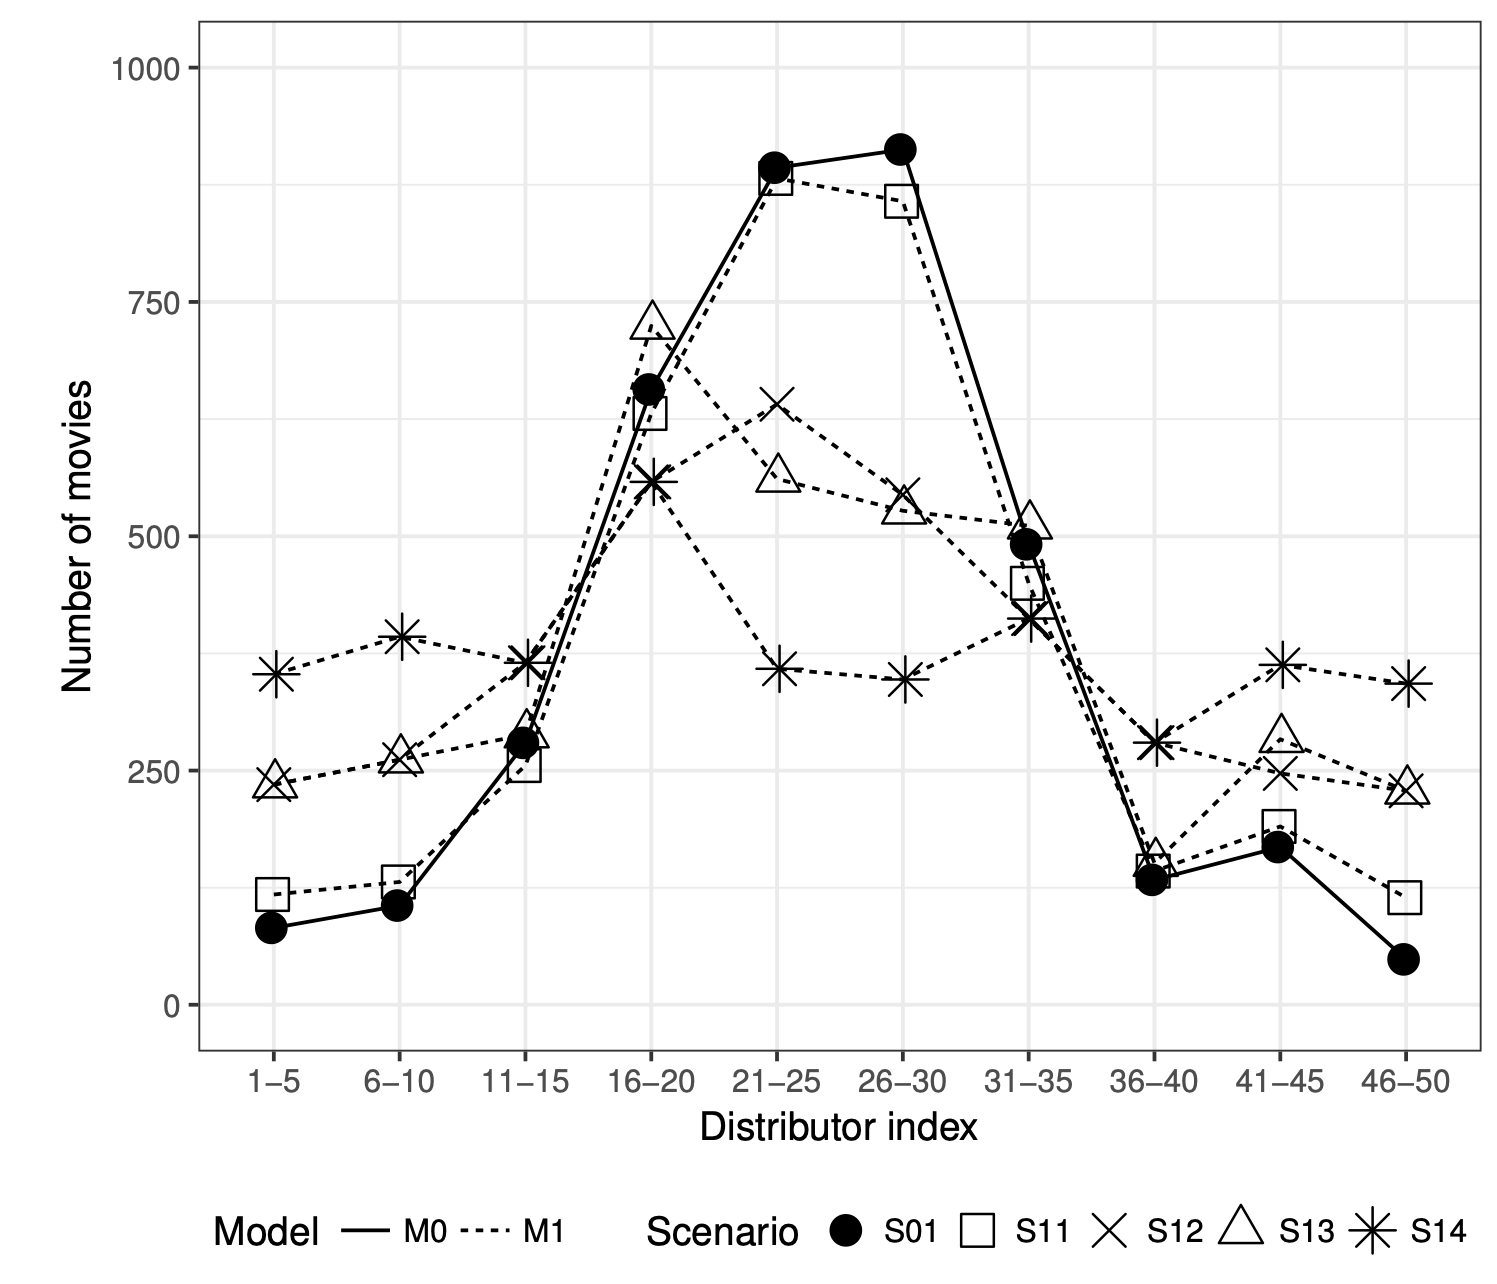 1000
750
500
250
0
Number of movies
1–5 6–10 11–15 16–20 21–25 26–30 31–35 36–40 41–45 46–50
Distributor index
Model M0 M1 Scenario S01 S11 S12 S13 S14